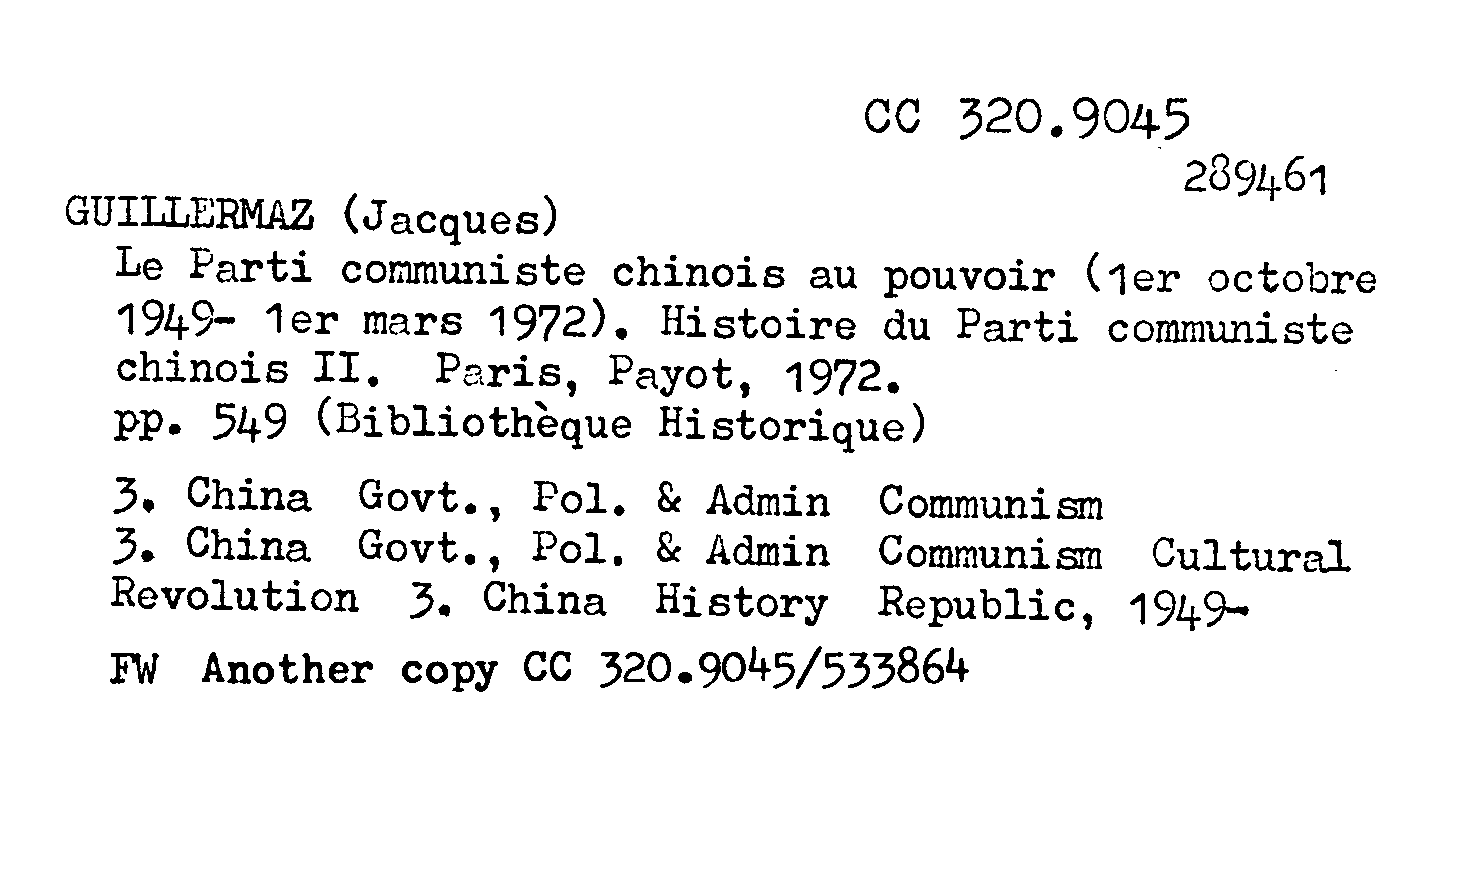 CC 320.9045
289461
GUILLERMAZ (Jacques)
Le Parti communiste chinois au pouvoir (1er octobre
1949- 1er mars 1972). Histoire du Parti communiste
chinois II. Paris, Payot, 1972.
pp. 549 (Bibliothèque Historique)
3. China Govt., Pol. & Admin Communism
3. China Govt., Pol. & Admin Communism Cultural
Revolution 3. China History Republic, 1949-
FW Another copy CC 320.9045/533864